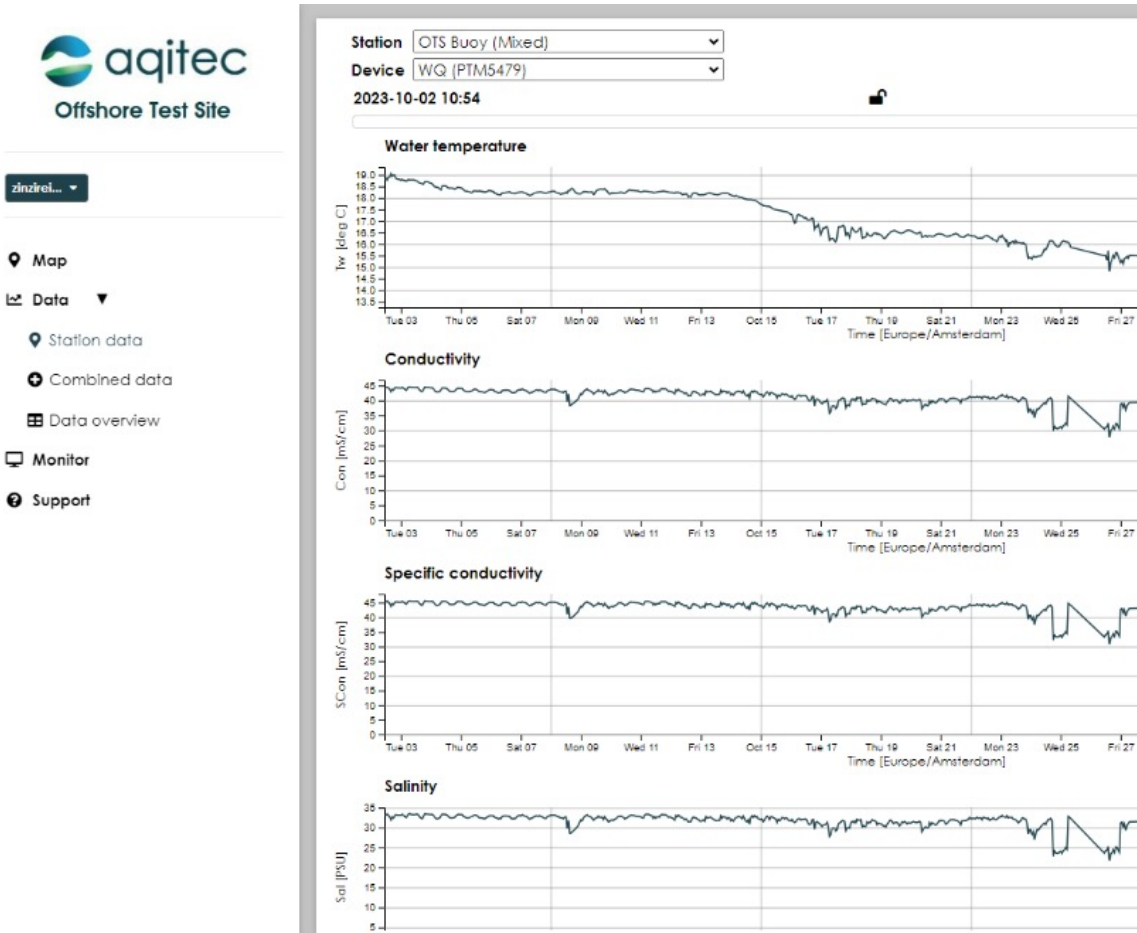 aqitec
Offshore Test Site
zinzirei...
Map
Data
Station data
Combined data
Data overview
Monitor
Support
Station OTS Buoy (Mixed)
Device WQ (PTM5479)
2023-10-02 10:54
Water temperature
Tw [deg C]
19.0
18.5
18.0
17.5
17.0
16.5
16.0
15.5
15.0
14.5
14.0
13.5
Tue 03 Thu 05 Sat 07 Mon 09 Wed 11 Fri 13 Oct 15 Tue 17 Thu 19 Sat 21 Mon 23 Wed 25 Fri 27
Time [Europe/Amsterdam]
Conductivity
Con [mS/cm]
45
40
35
30
25
20
15
10
5
0
Tue 03 Thu 05 Sat 07 Mon 09 Wed 11 Fri 13 Oct 15 Tue 17 Thu 19 Sat 21 Mon 23 Wed 25 Fri 27
Time [Europe/Amsterdam]
Specific conductivity
SCon [mS/cm]
45
40
35
30
25
20
15
10
5
0
Tue 03 Thu 05 Sat 07 Mon 09 Wed 11 Fri 13 Oct 15 Tue 17 Thu 19 Sat 21 Mon 23 Wed 25 Fri 27
Time [Europe/Amsterdam]
Salinity
Sal [PSU]
35
30
25
20
15
10
5